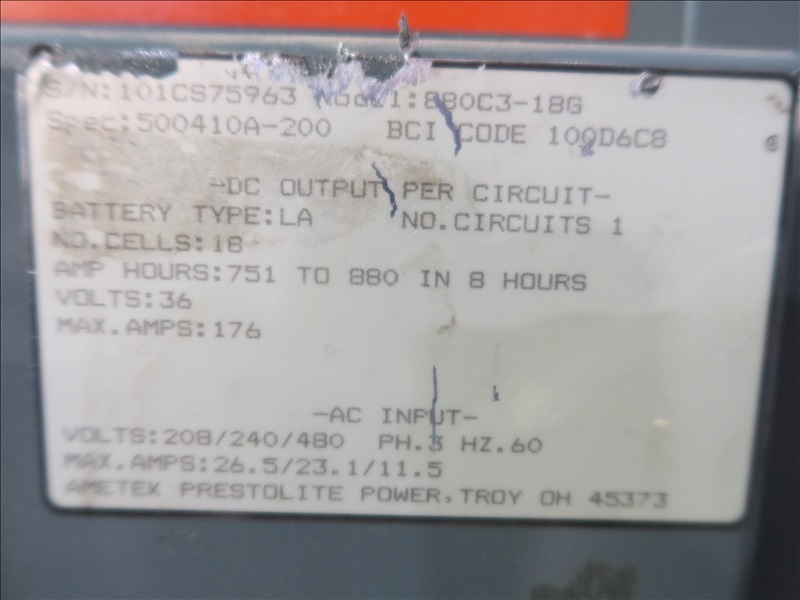 S/N:101CS75963 Model:880C3-18G
Spec:500410A-200 BCI CODE 100D6C8
-DC OUTPUT PER CIRCUIT-
BATTERY TYPE:LA NO.CIRCUITS 1
NO.CELLS:18
AMP HOURS:751 TO 880 IN 8 HOURS
VOLTS:36
MAX.AMPS:176
-AC INPUT-
VOLTS:208/240/480 PH.3 HZ.60
MAX.AMPS:26.5/23.1/11.5
AMETEK PRESTOLITE POWER,TROY OH 45373